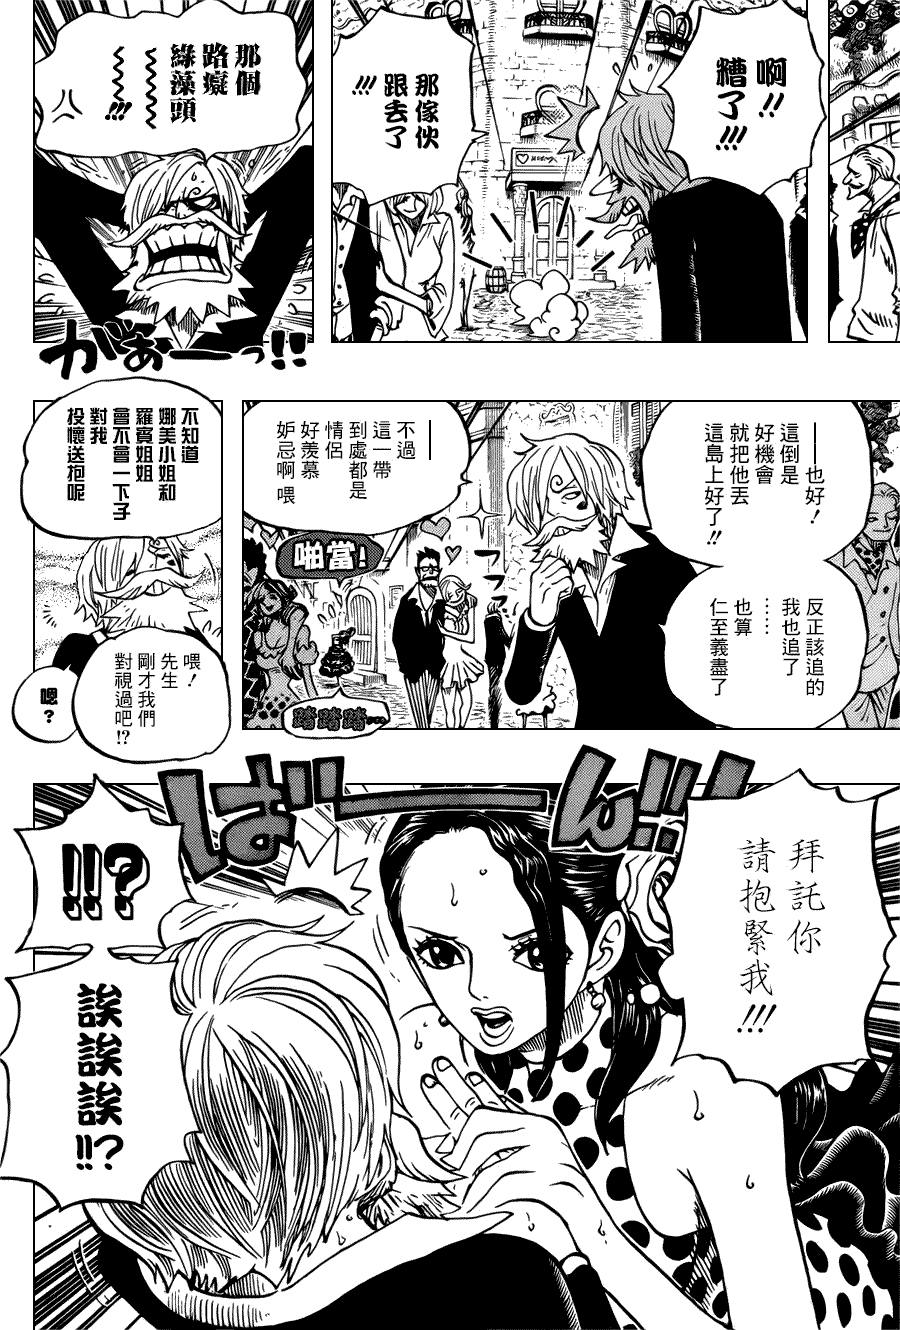 啊!!
糟了!!!
那傢伙
跟去了
!!!
那個
路癡
綠藻頭
～～～!!!
がぁーっ!!
——也好!
這倒是
好機會
就把他丟
這島上好了!!
反正該追的
我也追了
……
也算
仁至義盡了
——
不過
這一帶
到處都是
情侶
好羨慕
妒忌啊 喂
啪當!
踏踏踏…
不知道
娜美小姐和
羅賓姐姐
會不會一下子
對我
投懷送抱呢
喂!
先生
剛才我們
對視過吧!?
嗯?
ばーん!!!
拜託你
請抱緊我!!!
!!?
誒誒誒!!?